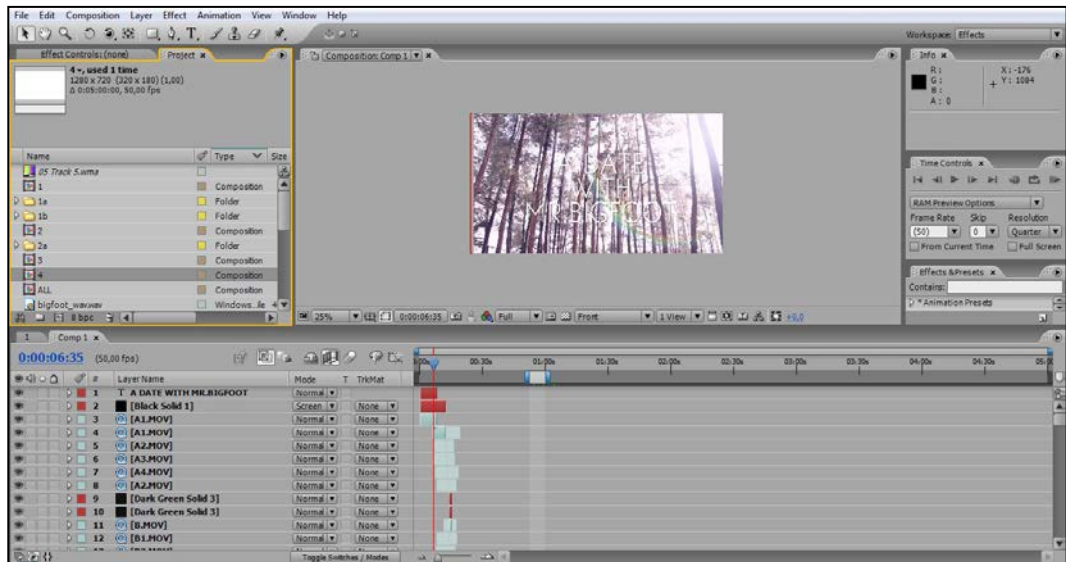 File Edit Composition Layer Effect Animation View Window Help
Workspace: Effects
Effect Controls: (none) Project
4, used 1 time
1280 x 720 (320 x 180) (1,00)
Δ 0:05:00:00, 50,00 fps
Name Type Size
05 Track 5.wma
1 Composition
1a Folder
1b Folder
2 Composition
2a Folder
3 Composition
4 Composition
ALL Composition
bigfoot_wav.wav Windows...ile 4
8 bpc
Composition: Comp 1
A DATE
WITH
MR.BIGFOOT
25% 0:00:06:35 Full Front 1 View +0,0
Info
R: X: -176
G: Y: 1084
B:
A: 0
Time Controls
RAM Preview Options
Frame Rate Skip Resolution
(50) 0 Quarter
From Current Time Full Screen
Effects & Presets
Contains:
* Animation Presets
1 Comp 1
0:00:06:35 (50,00 fps)
00:30s 01:00s 01:30s 02:00s 02:30s 03:00s 03:30s 04:00s 04:30s
# Layer Name Mode T TrkMat
1 T A DATE WITH MR.BIGFOOT Normal
2 [Black Solid 1] Screen None
3 [A1.MOV] Normal None
4 [A1.MOV] Normal None
5 [A2.MOV] Normal None
6 [A3.MOV] Normal None
7 [A4.MOV] Normal None
8 [A2.MOV] Normal None
9 [Dark Green Solid 3] Normal None
10 [Dark Green Solid 3] Normal None
11 [B.MOV] Normal None
12 [B1.MOV] Normal None
Toggle Switches / Modes